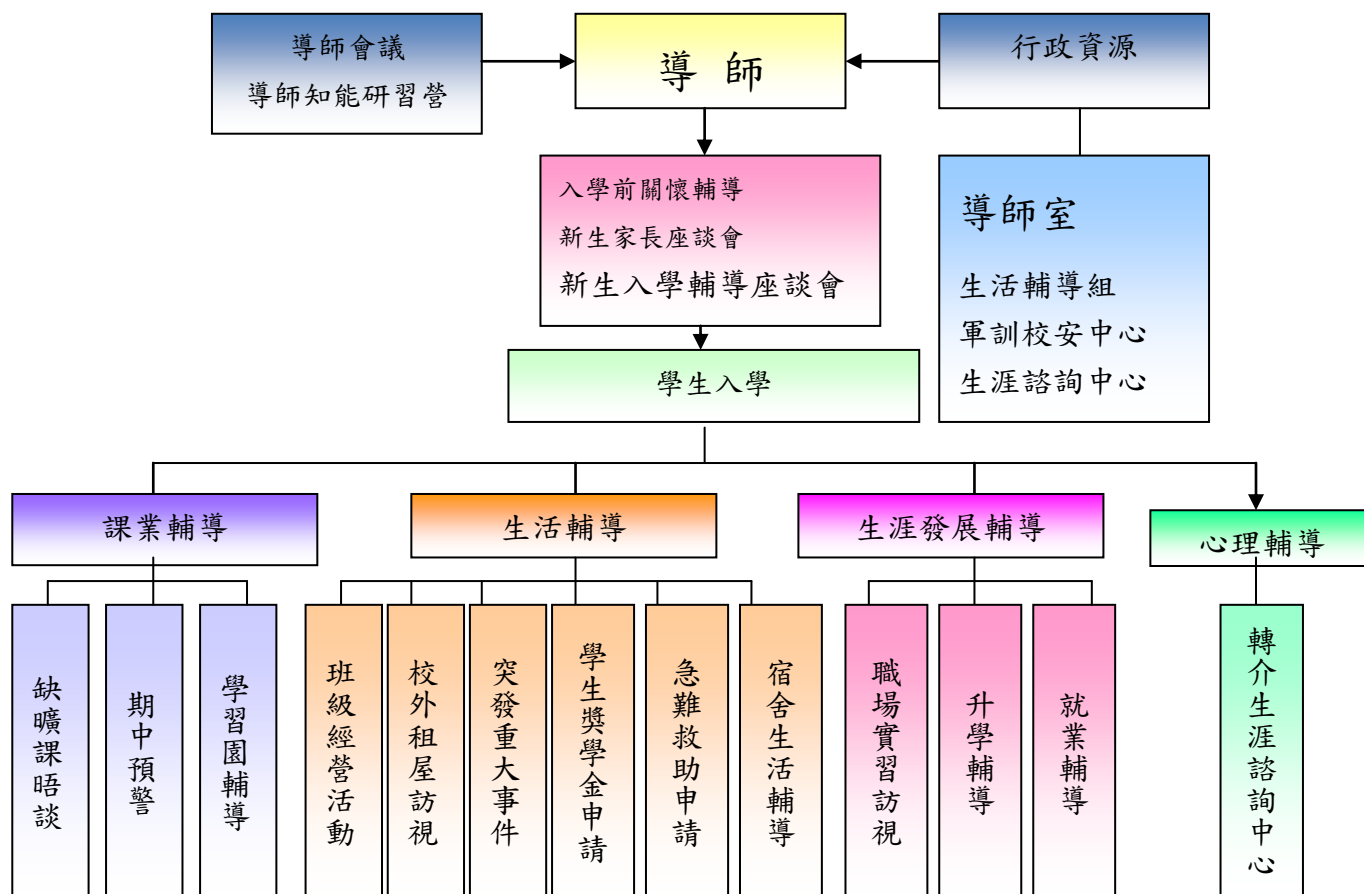 導師會議
導師知能研習營
導 師
行政資源
入學前關懷輔導
新生家長座談會
新生入學輔導座談會
導師室
生活輔導組
軍訓校安中心
生涯諮詢中心
學生入學
課業輔導
生活輔導
生涯發展輔導
心理輔導
缺曠課晤談
期中預警
學習園輔導
班級經營活動
校外租屋訪視
突發重大事件
學生獎學金申請
急難救助申請
宿舍生活輔導
職場實習訪視
升學輔導
就業輔導
轉介生涯諮詢中心